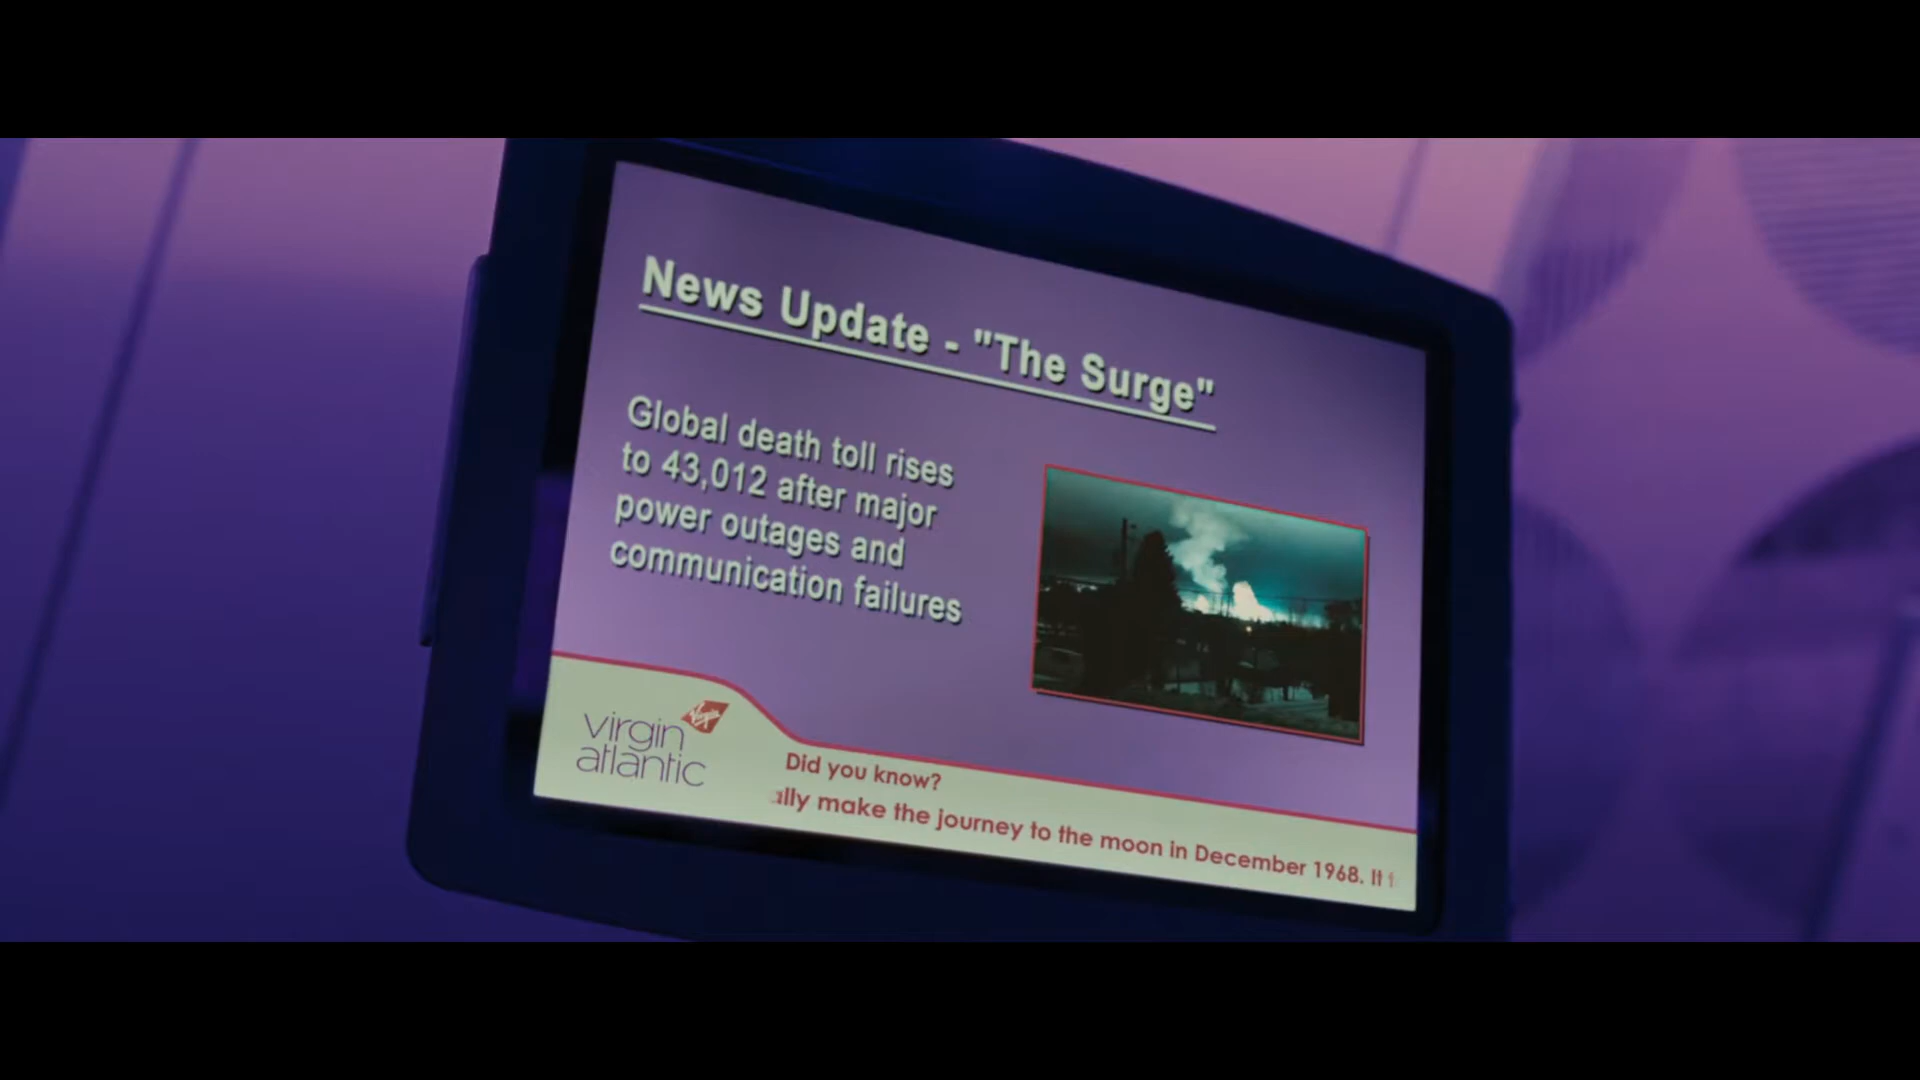 News Update - "The Surge"
Global death toll rises
to 43,012 after major
power outages and
communication failures
virgin
atlantic
Virgin
Did you know?
make the journey to the moon in December 1968. It